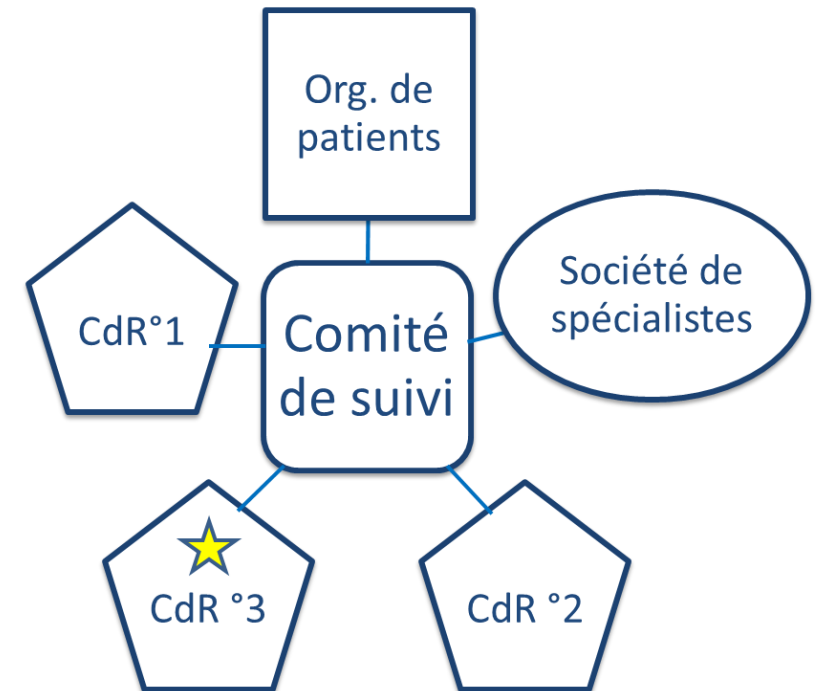 Org. de
patients
Société de
spécialistes
CdR°1
Comité
de suivi
CdR °3
CdR °2